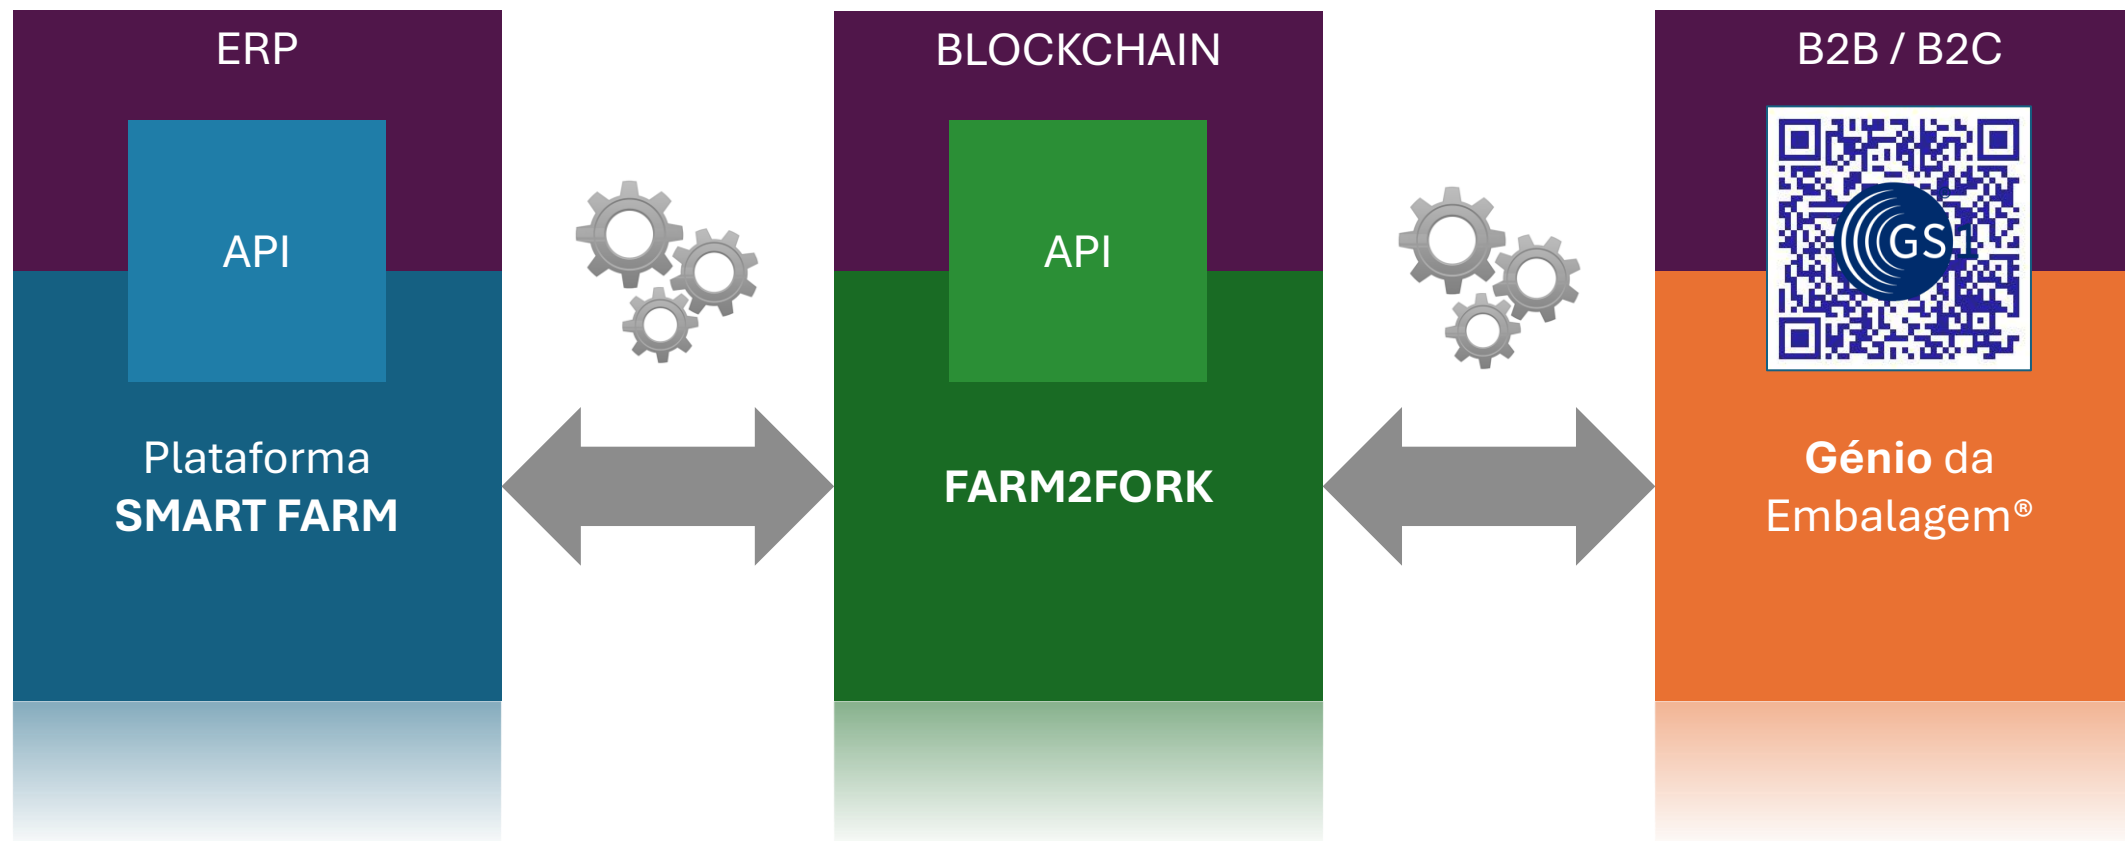 ERP
API
Plataforma
SMART FARM
BLOCKCHAIN
API
FARM2FORK
B2B / B2C
GS1
Génio da
Embalagem®